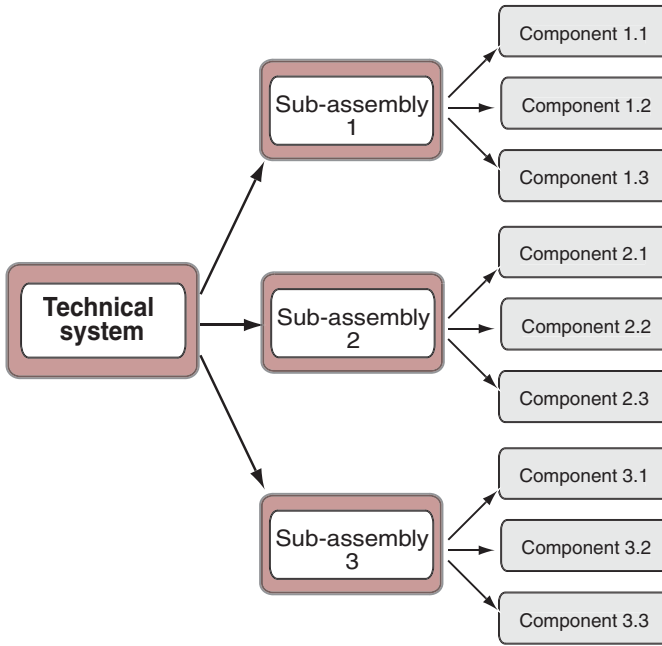 Technical
system
Sub-assembly
1
Component 1.1
Component 1.2
Component 1.3
Sub-assembly
2
Component 2.1
Component 2.2
Component 2.3
Sub-assembly
3
Component 3.1
Component 3.2
Component 3.3